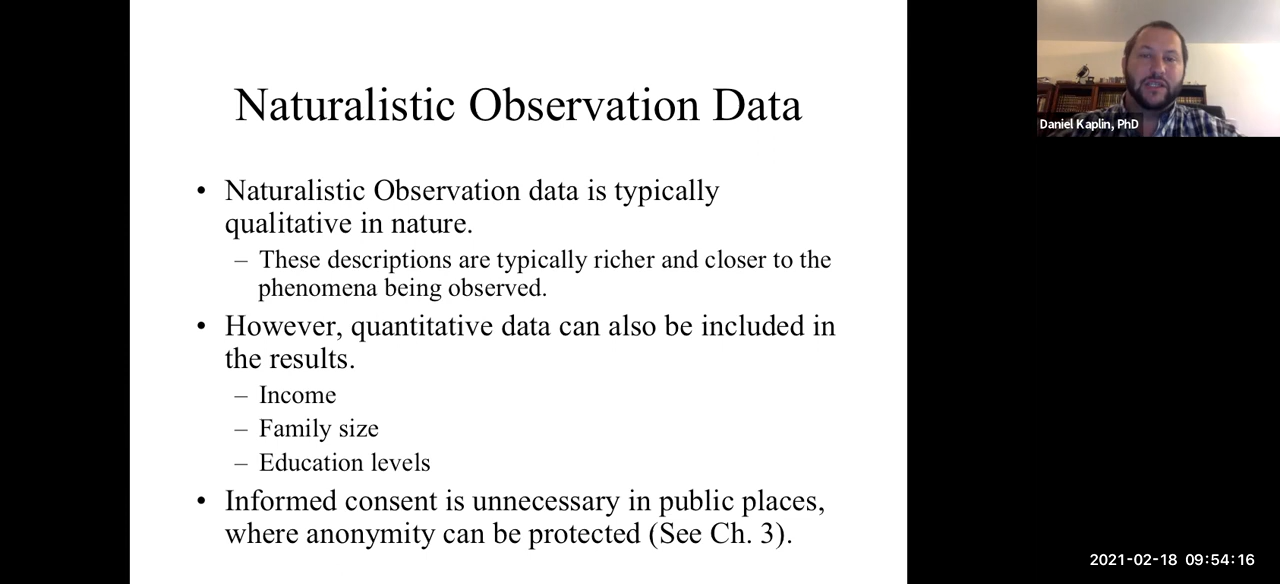 Naturalistic Observation Data
• Naturalistic Observation data is typically
qualitative in nature.
– These descriptions are typically richer and closer to the
phenomena being observed.
• However, quantitative data can also be included in
the results.
– Income
– Family size
– Education levels
• Informed consent is unnecessary in public places,
where anonymity can be protected (See Ch. 3).
Daniel Kaplin, PhD
2021-02-18 09:54:16